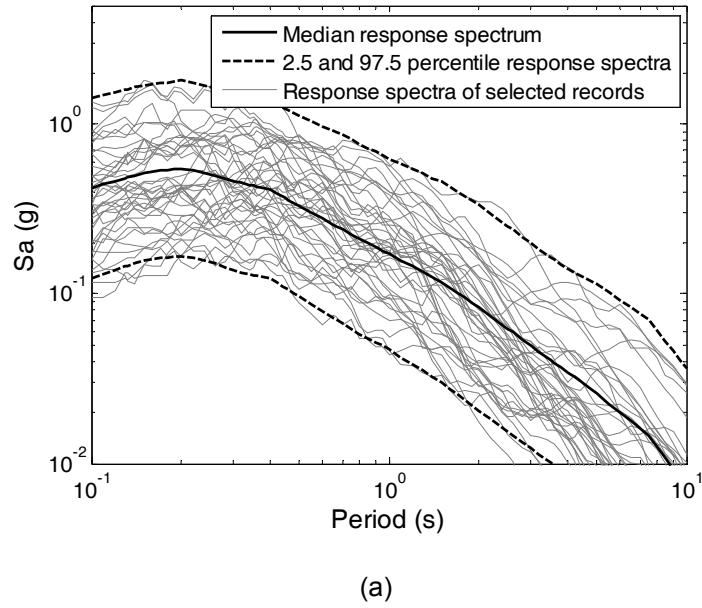 Median response spectrum
2.5 and 97.5 percentile response spectra
Response spectra of selected records
Sa (g)
10^0
10^-1
10^-2
10^-1
10^0
10^1
Period (s)
(a)